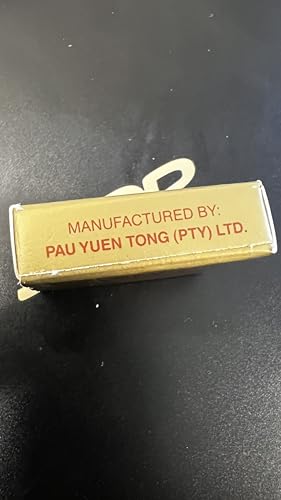 MANUFACTURED BY:
PAU YUEN TONG (PTY) LTD.